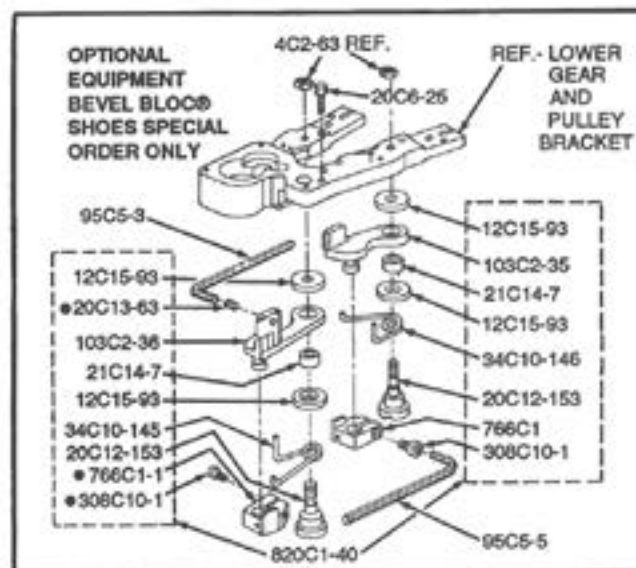 OPTIONAL
EQUIPMENT
BEVEL BLOC®
SHOES SPECIAL
ORDER ONLY
4C2-63 REF.
20C6-25
REF.- LOWER
GEAR
AND
PULLEY
BRACKET
95C5-3
12C15-93
●20C13-63
103C2-36
21C14-7
12C15-93
34C10-145
20C12-153
●766C1-1
●308C10-1
820C1-40
12C15-93
103C2-35
21C14-7
12C15-93
34C10-146
20C12-153
766C1
308C10-1
95C5-5